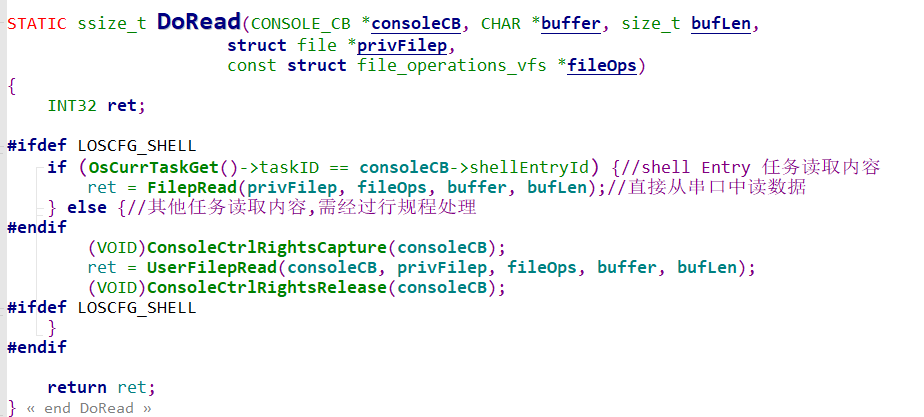 STATIC ssize_t DoRead(CONSOLE_CB *consoleCB, CHAR *buffer, size_t bufLen,
                      struct file *privFilep,
                      const struct file_operations_vfs *fileOps)
{
    INT32 ret;

#ifdef LOSCFG_SHELL
    if (OsCurrTaskGet()->taskID == consoleCB->shellEntryId) {//shell Entry 任务读取内容
        ret = FilepRead(privFilep, fileOps, buffer, bufLen);//直接从串口中读数据
    } else {//其他任务读取内容,需经过行规程处理
#endif
        (VOID)ConsoleCtrlRightsCapture(consoleCB);
        ret = UserFilepRead(consoleCB, privFilep, fileOps, buffer, bufLen);
        (VOID)ConsoleCtrlRightsRelease(consoleCB);
#ifdef LOSCFG_SHELL
    }
#endif

    return ret;
} « end DoRead »